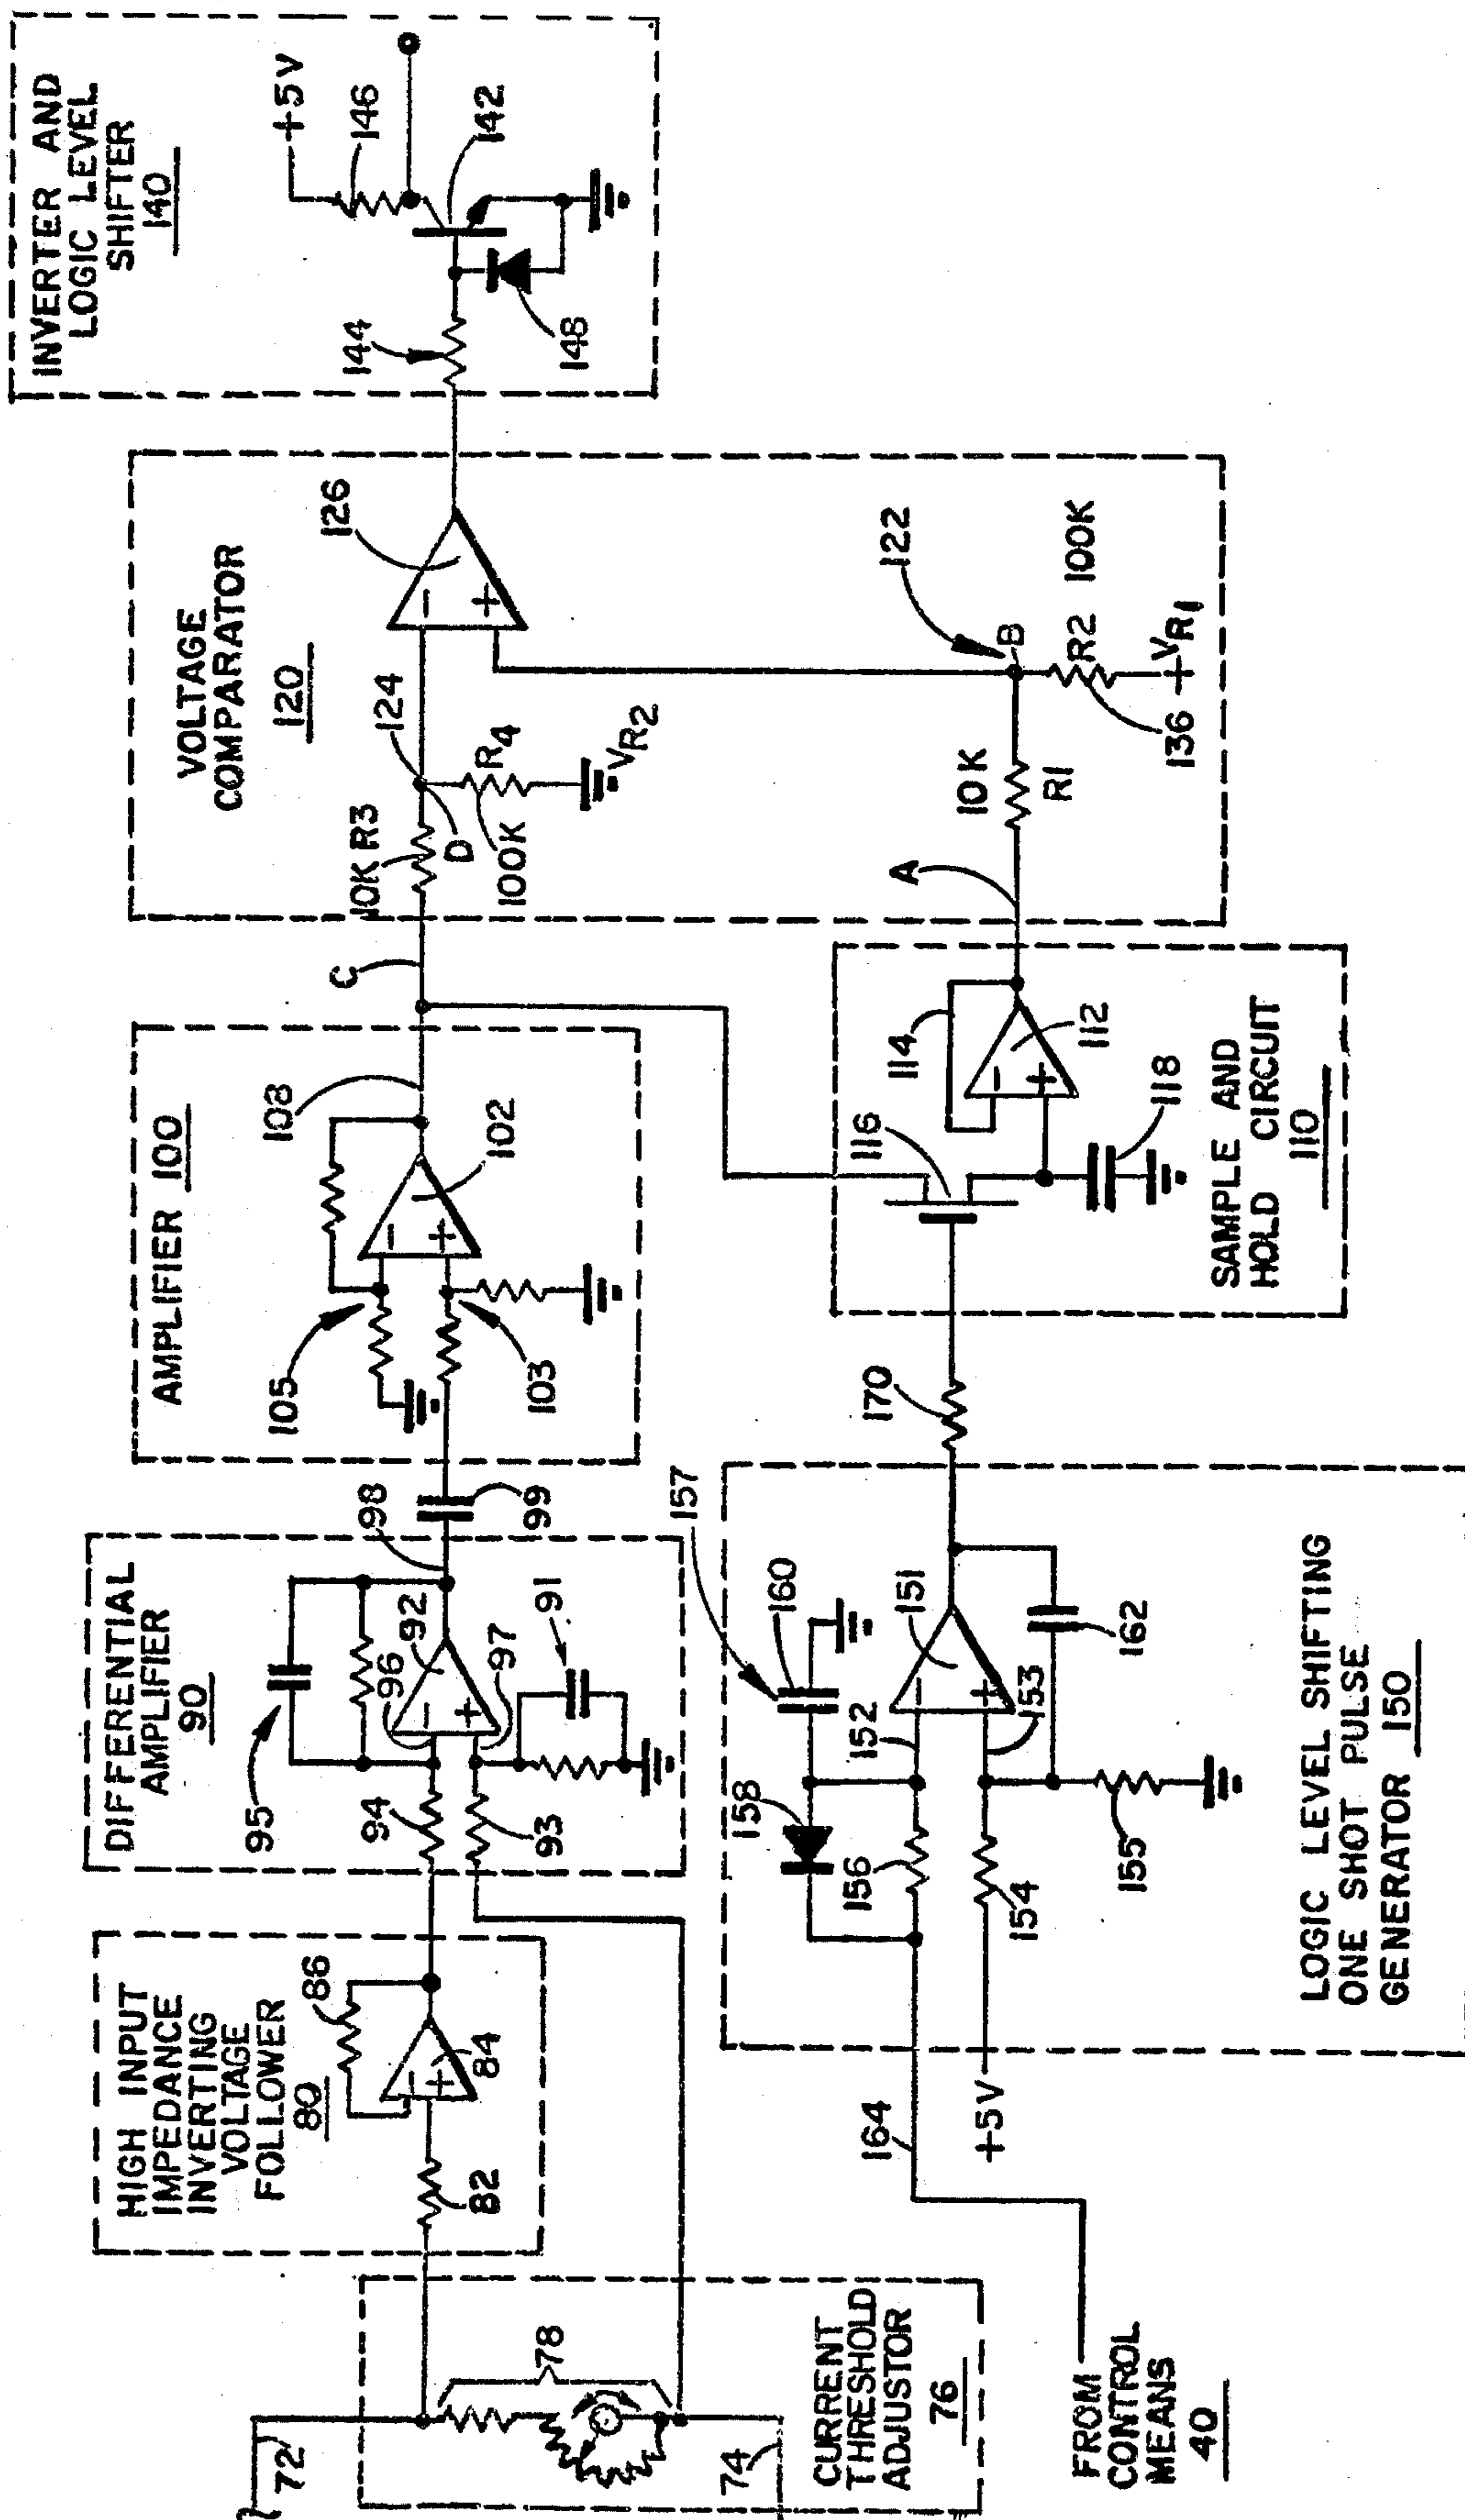 72
74
78
CURRENT
THRESHOLD
ADJUSTOR
76
HIGH INPUT
IMPEDANCE
INVERTING
VOLTAGE
FOLLOWER
80
82
84
86
−
+
DIFFERENTIAL
AMPLIFIER
90
95
94
93
96
92
97
91
98
99
−
+
AMPLIFIER 100
105
103
102
108
−
+
C
VOLTAGE
COMPARATOR
120
10K R3
D
124
R4
100K
VR2
126
−
+
122
B
10K
R1
R2
100K
136
+VR1
A
INVERTER AND
LOGIC LEVEL
SHIFTER
140
+5V
146
142
144
148
FROM
CONTROL
MEANS
40
164
+5V
LOGIC LEVEL SHIFTING
ONE SHOT PULSE
GENERATOR 150
158
156
154
155
152
153
157
160
151
162
−
+
170
SAMPLE AND
HOLD CIRCUIT
110
116
114
112
118
−
+